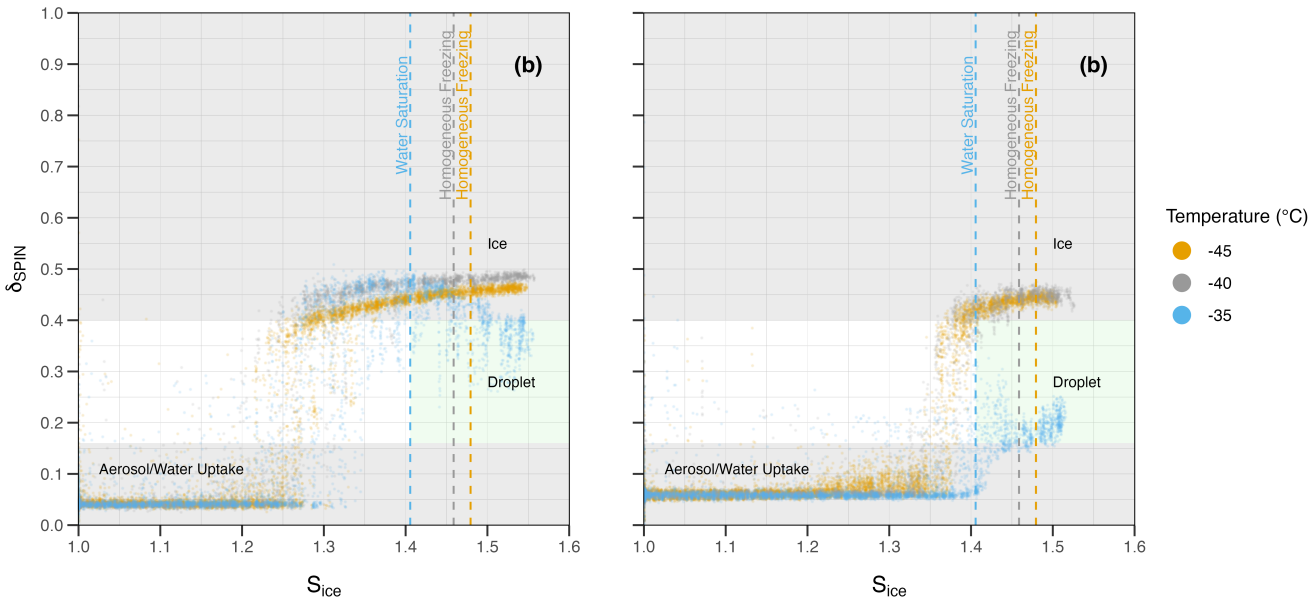 1.0
0.9
0.8
0.7
0.6
0.5
0.4
0.3
0.2
0.1
0.0
δSPIN
(b)
Water Saturation
Homogeneous Freezing
Homogeneous Freezing
Ice
Droplet
Aerosol/Water Uptake
1.0 1.1 1.2 1.3 1.4 1.5 1.6
Sice
(b)
Water Saturation
Homogeneous Freezing
Homogeneous Freezing
Ice
Droplet
Aerosol/Water Uptake
1.0 1.1 1.2 1.3 1.4 1.5 1.6
Sice
Temperature (°C)
-45
-40
-35